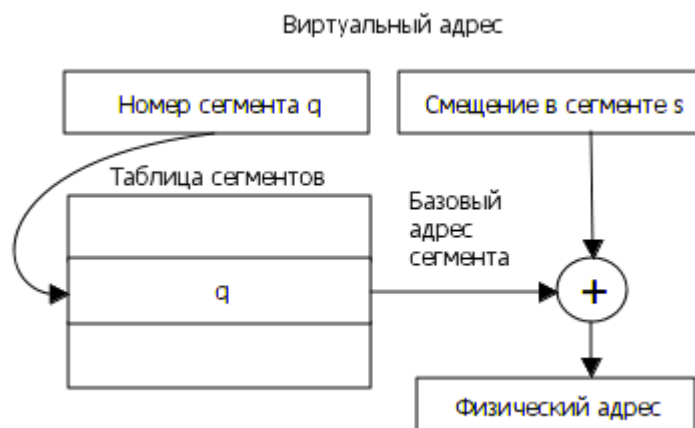 Виртуальный адрес
Номер сегмента q
Смещение в сегменте s
Таблица сегментов
Базовый
адрес
сегмента
q
+
Физический адрес